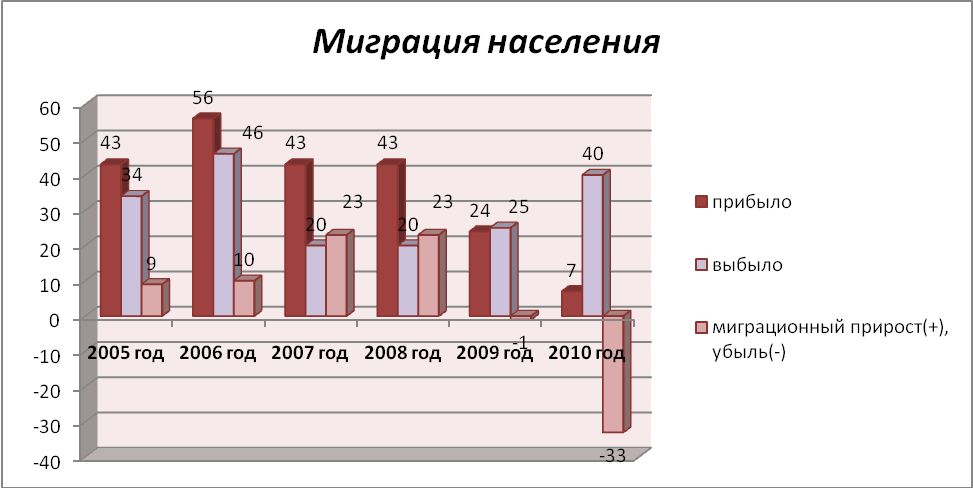 Миграция населения
60
50
40
30
20
10
0
-10
-20
-30
-40
43
34
9
56
46
10
43
20
23
43
20
23
24
25
-1
7
40
-33
2005 год
2006 год
2007 год
2008 год
2009 год
2010 год
прибыло
выбыло
миграционный прирост(+),
убыль(-)